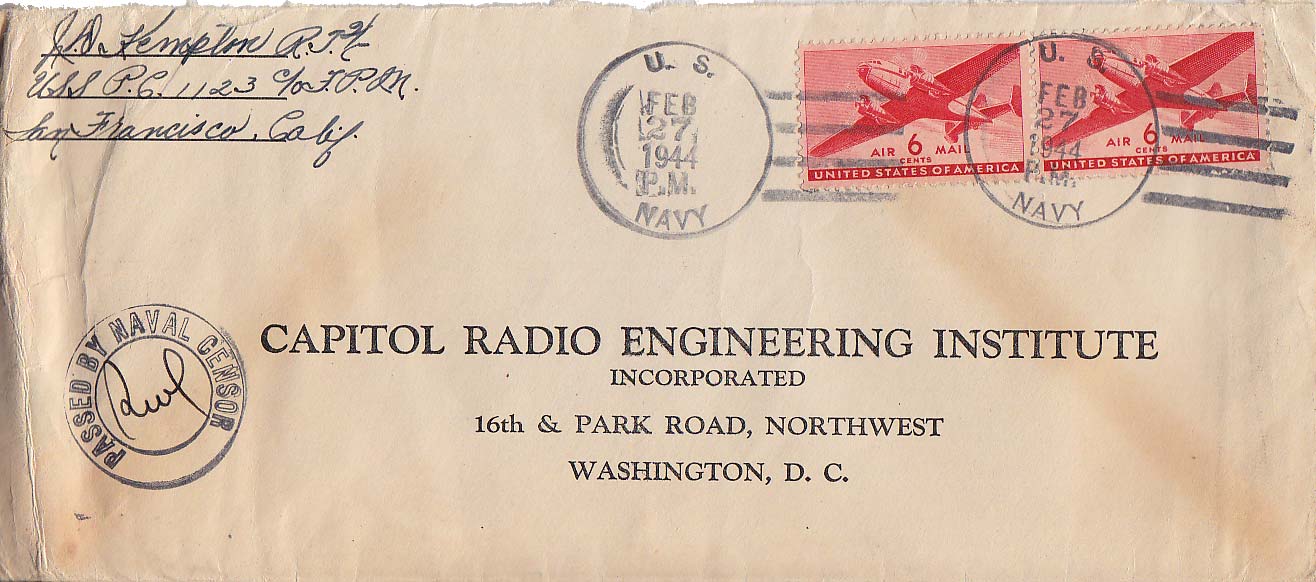 J.D. Kempton R.T.2/c
USS P.C. 1123 c/o F.P.M.
San Francisco, Calif.
U. S.
FEB
27
1944
P.M.
NAVY
AIR 6 MAIL
CENTS
UNITED STATES OF AMERICA
U. S.
FEB
27
1944
P.M.
NAVY
AIR 6 MAIL
CENTS
UNITED STATES OF AMERICA
PASSED BY NAVAL CENSOR
CAPITOL RADIO ENGINEERING INSTITUTE
INCORPORATED
16th & PARK ROAD, NORTHWEST
WASHINGTON, D. C.